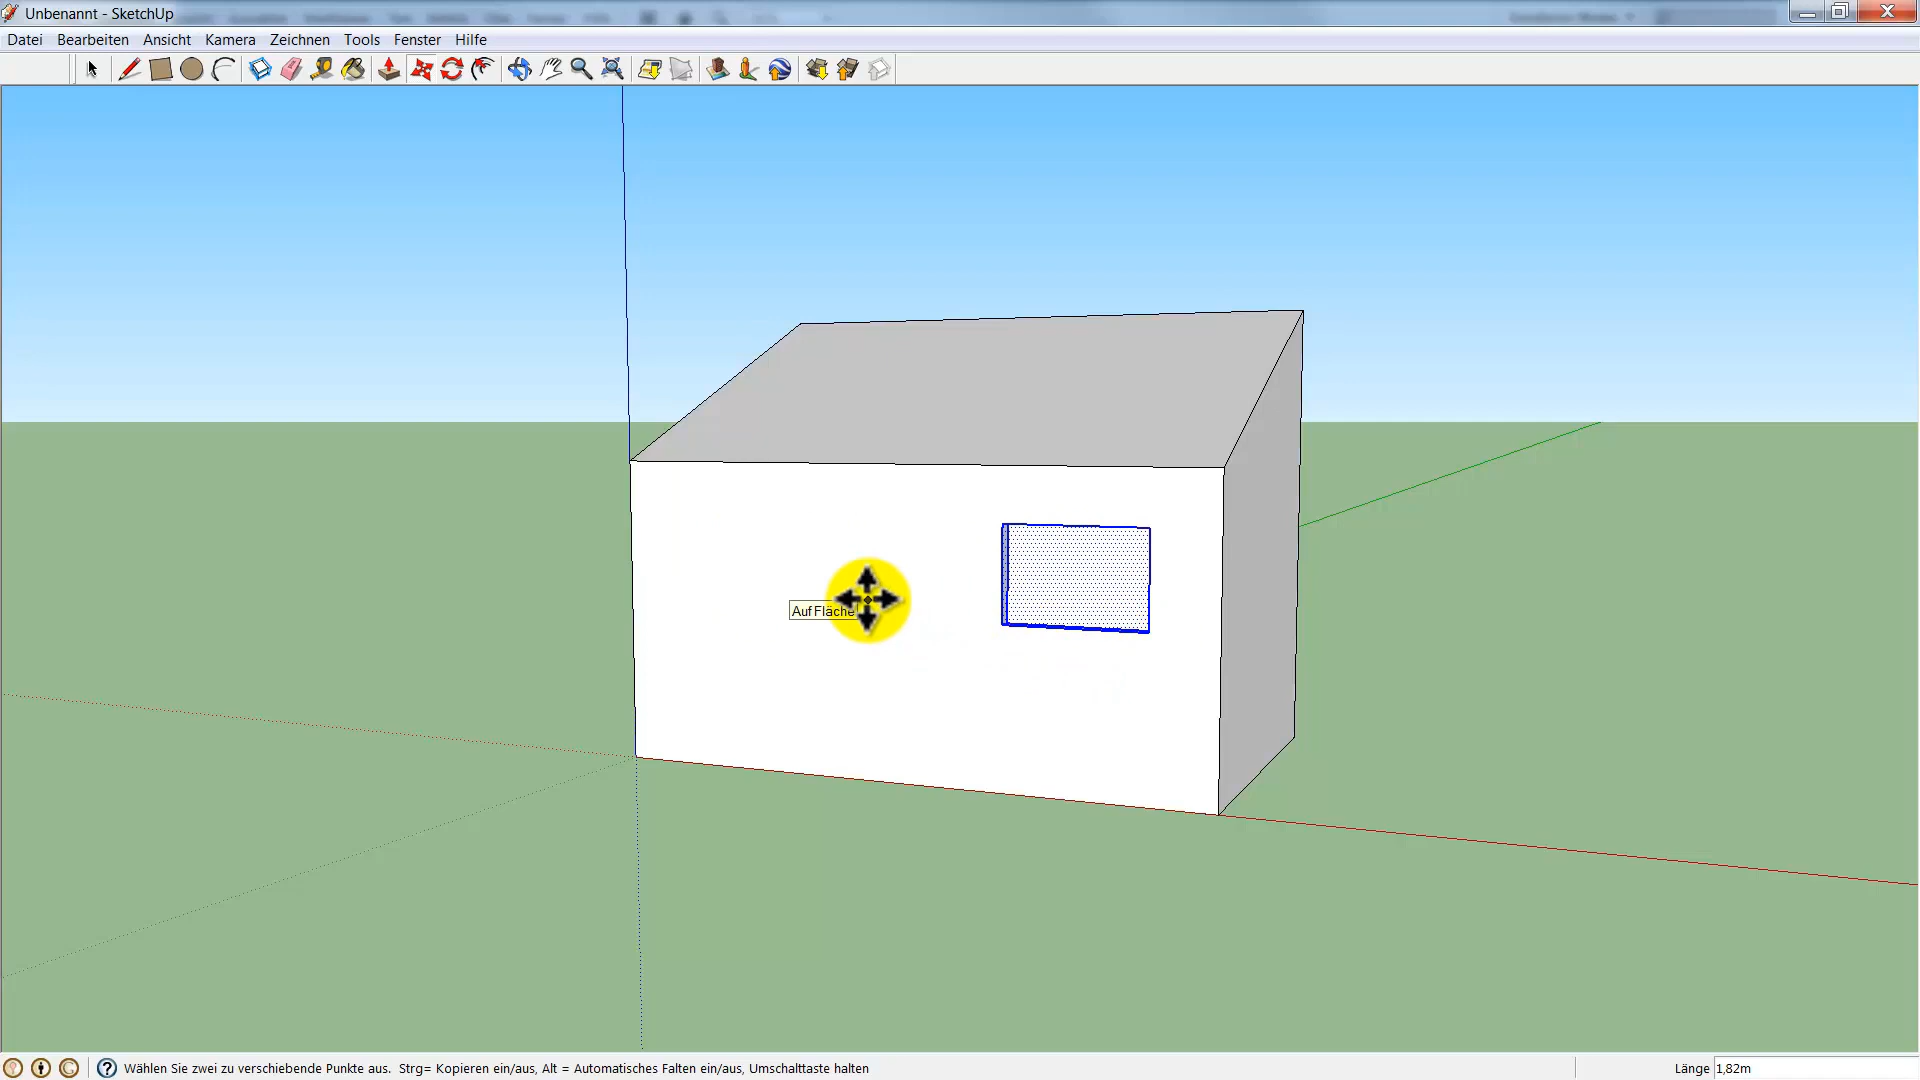 Unbenannt - SketchUp
Datei Bearbeiten Ansicht Kamera Zeichnen Tools Fenster Hilfe
Auf Fläche
Wählen Sie zwei zu verschiebende Punkte aus. Strg= Kopieren ein/aus, Alt = Automatisches Falten ein/aus, Umschalttaste halten
Länge 1,82m